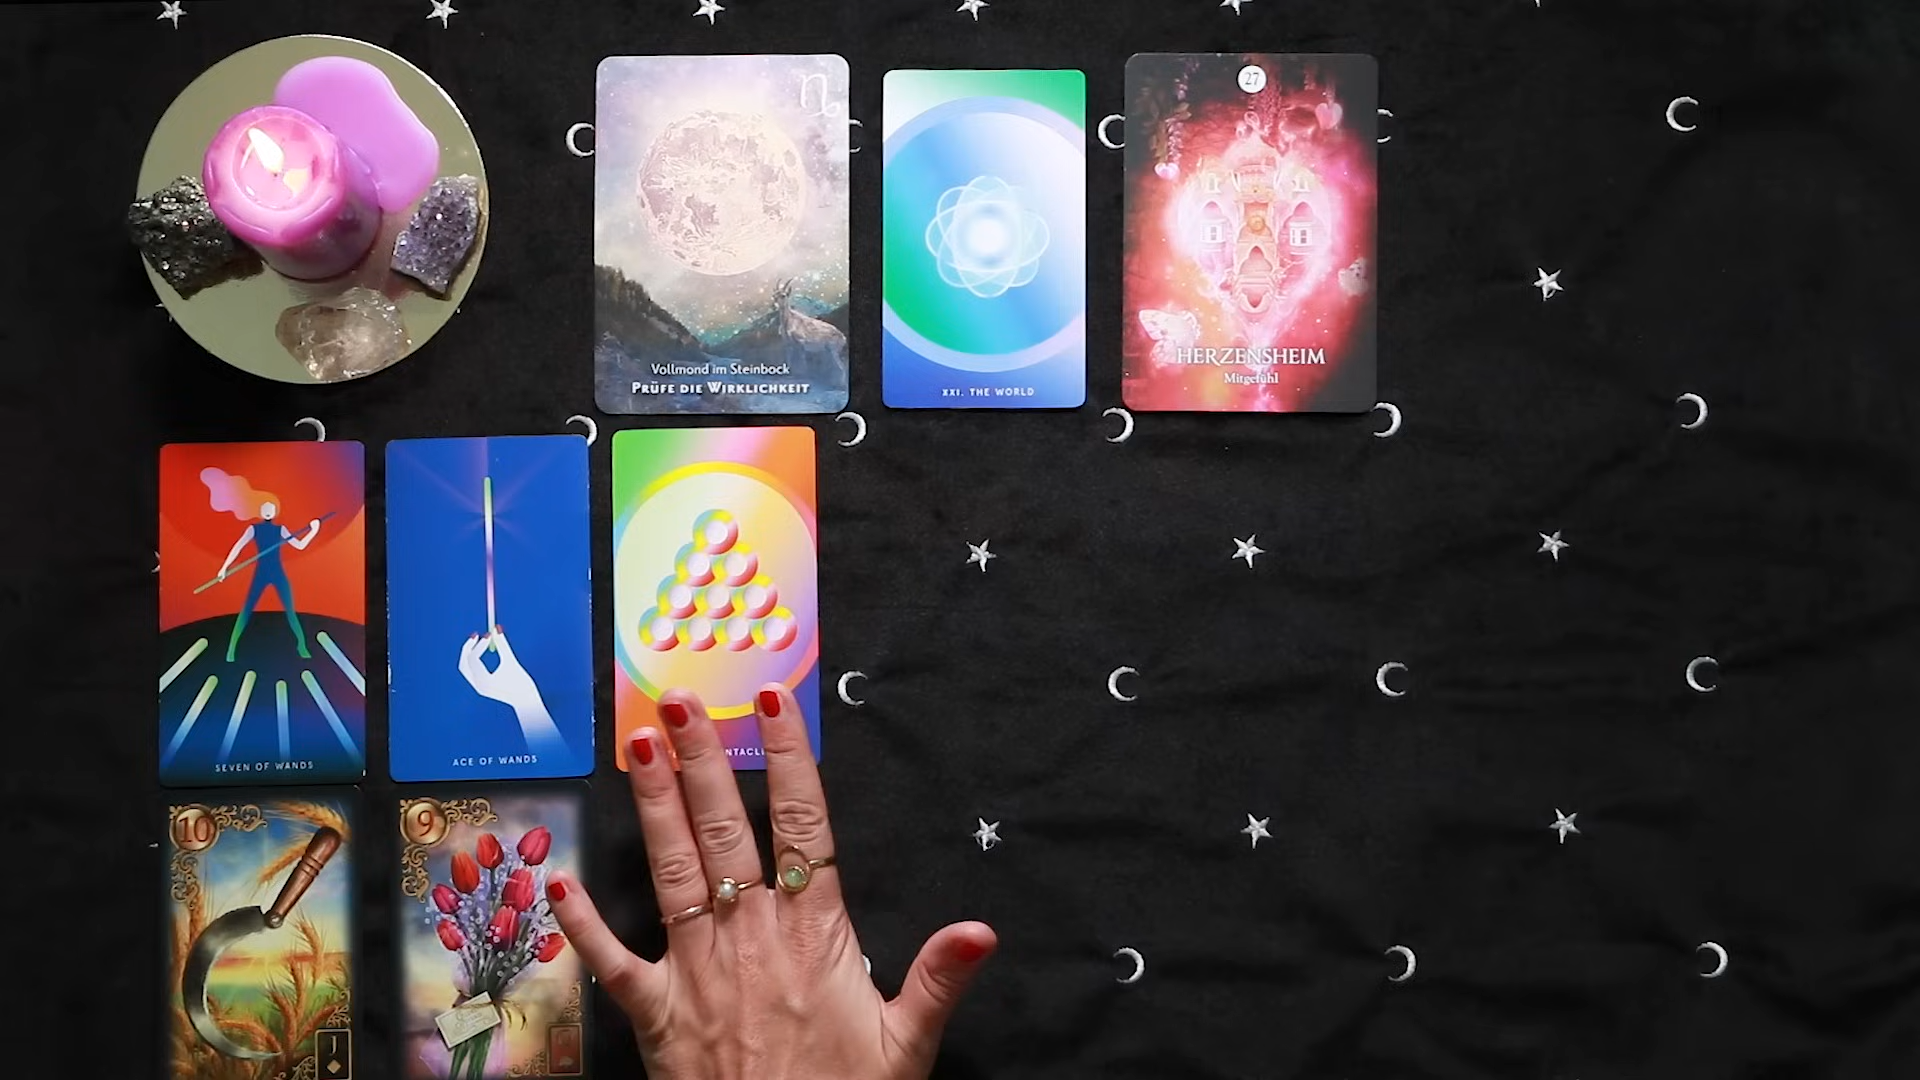 Vollmond im Steinbock
PRÜFE DIE WIRKLICHKEIT
XXI. THE WORLD
27
HERZENSHEIM
Mitgefühl
SEVEN OF WANDS
ACE OF WANDS
10
J
9